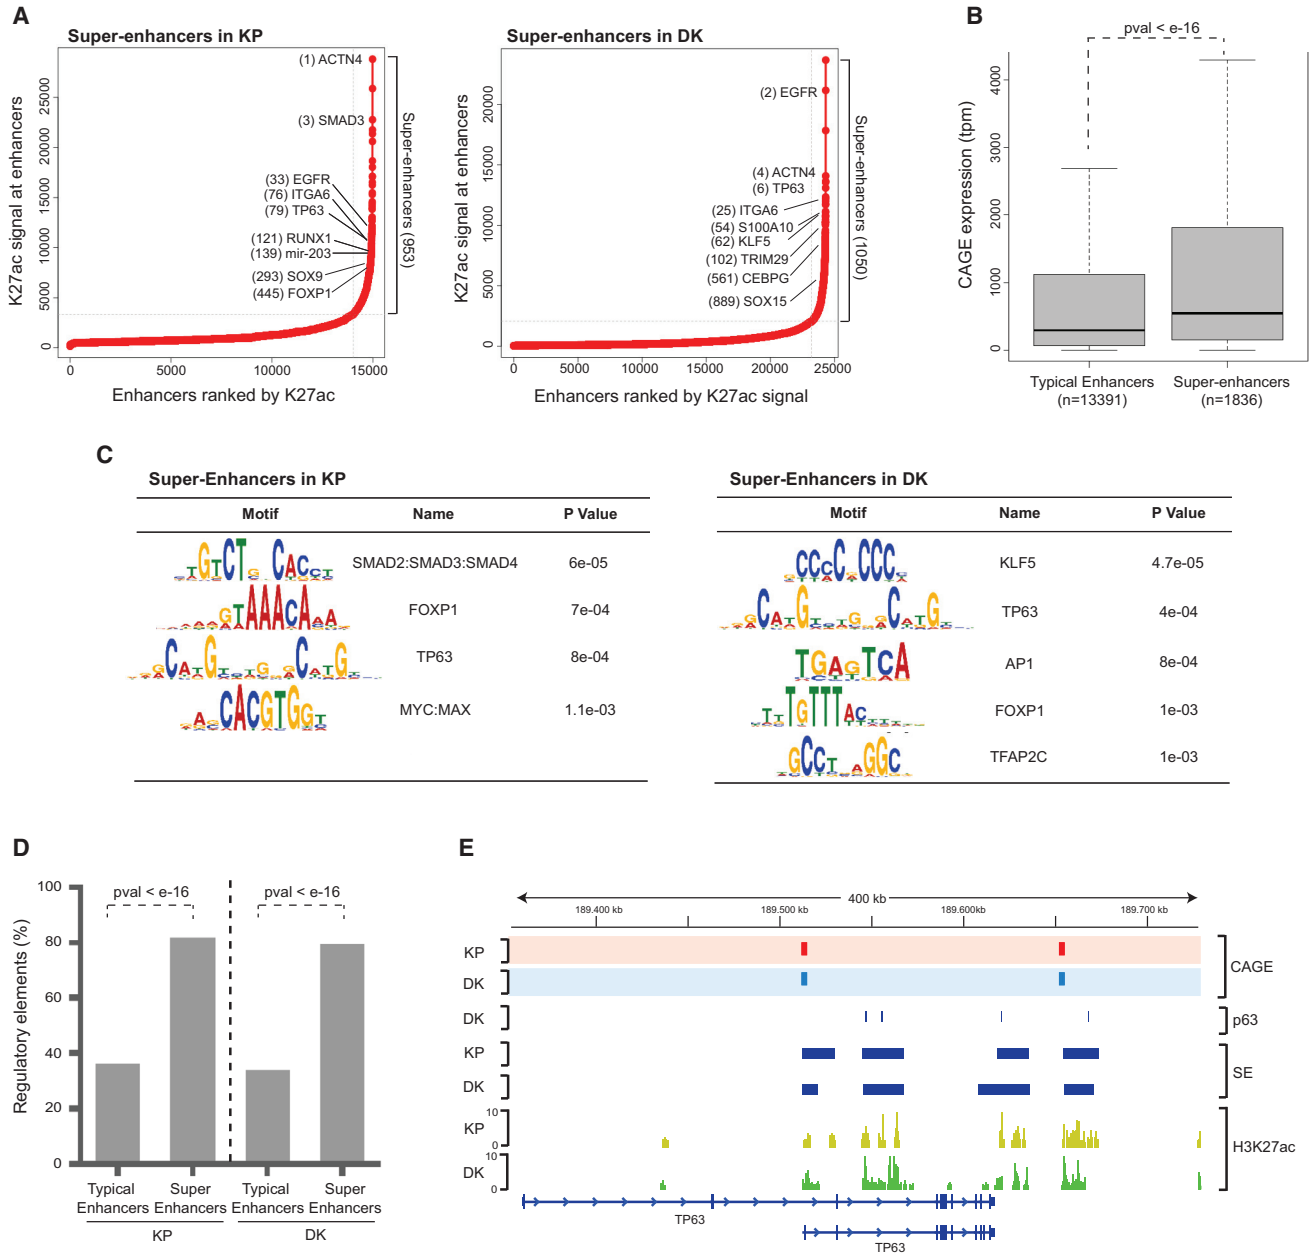 A
Super-enhancers in KP
K27ac signal at enhancers
0
5000
10000
15000
20000
25000
(1) ACTN4
(3) SMAD3
(33) EGFR
(76) ITGA6
(79) TP63
(121) RUNX1
(139) mir-203
(293) SOX9
(445) FOXP1
Super-enhancers (953)
0
5000
10000
15000
Enhancers ranked by K27ac
Super-enhancers in DK
K27ac signal at enhancers
0
5000
10000
15000
20000
(2) EGFR
(4) ACTN4
(6) TP63
(25) ITGA6
(54) S100A10
(62) KLF5
(102) TRIM29
(561) CEBPG
(889) SOX15
Super-enhancers (1050)
0
5000
10000
15000
20000
25000
Enhancers ranked by K27ac signal
B
pval < e-16
CAGE expression (tpm)
0
1000
2000
3000
4000
Typical Enhancers
(n=13391)
Super-enhancers
(n=1836)
C
Super-Enhancers in KP
Motif Name P Value
SMAD2:SMAD3:SMAD4 6e-05
FOXP1 7e-04
TP63 8e-04
MYC:MAX 1.1e-03
Super-Enhancers in DK
Motif Name P Value
KLF5 4.7e-05
TP63 4e-04
AP1 8e-04
FOXP1 1e-03
TFAP2C 1e-03
D
Regulatory elements (%)
100
80
60
40
20
0
pval < e-16
pval < e-16
Typical Enhancers
Super Enhancers
Typical Enhancers
Super Enhancers
KP
DK
E
400 kb
189.400 kb
189.500 kb
189.600kb
189.700 kb
KP
DK
CAGE
DK
p63
KP
DK
SE
KP
10
0
DK
10
0
H3K27ac
TP63
TP63